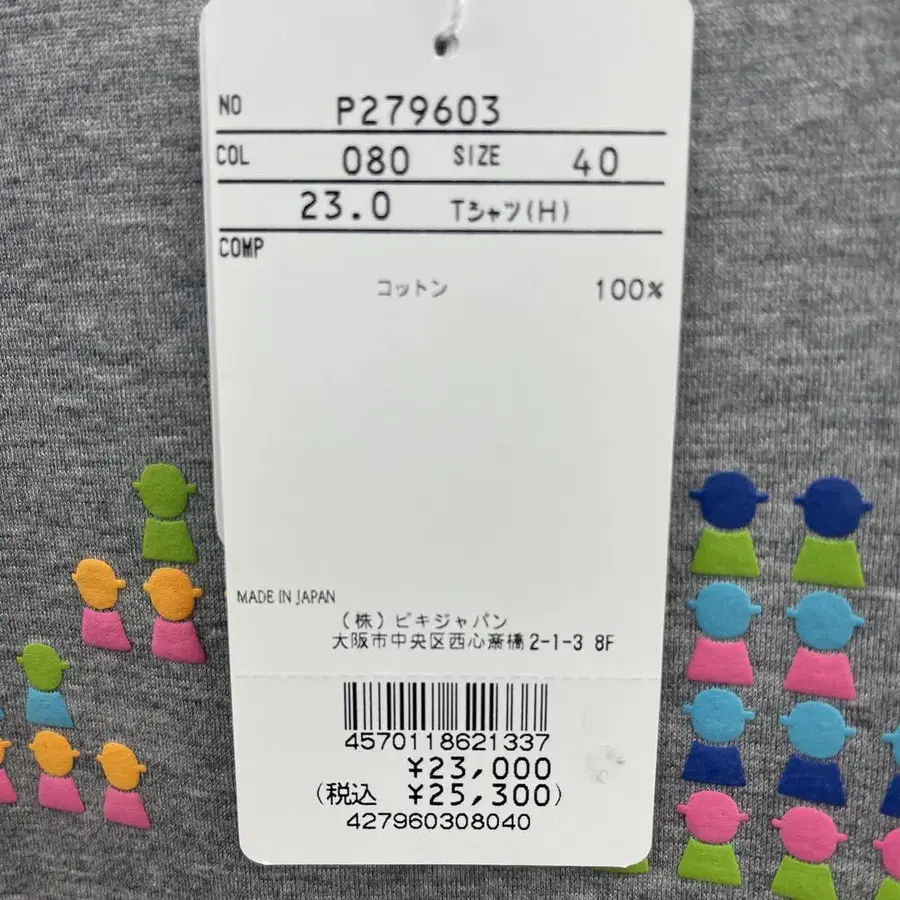 NO P279603
COL 080 SIZE 40
23.0 Tシャツ(H)
COMP
コットン 100%
MADE IN JAPAN
(株)ビキジャパン
大阪市中央区西心斎橋2-1-3 8F
4570118621337
¥23,000
(税込 ¥25,300)
427960308040